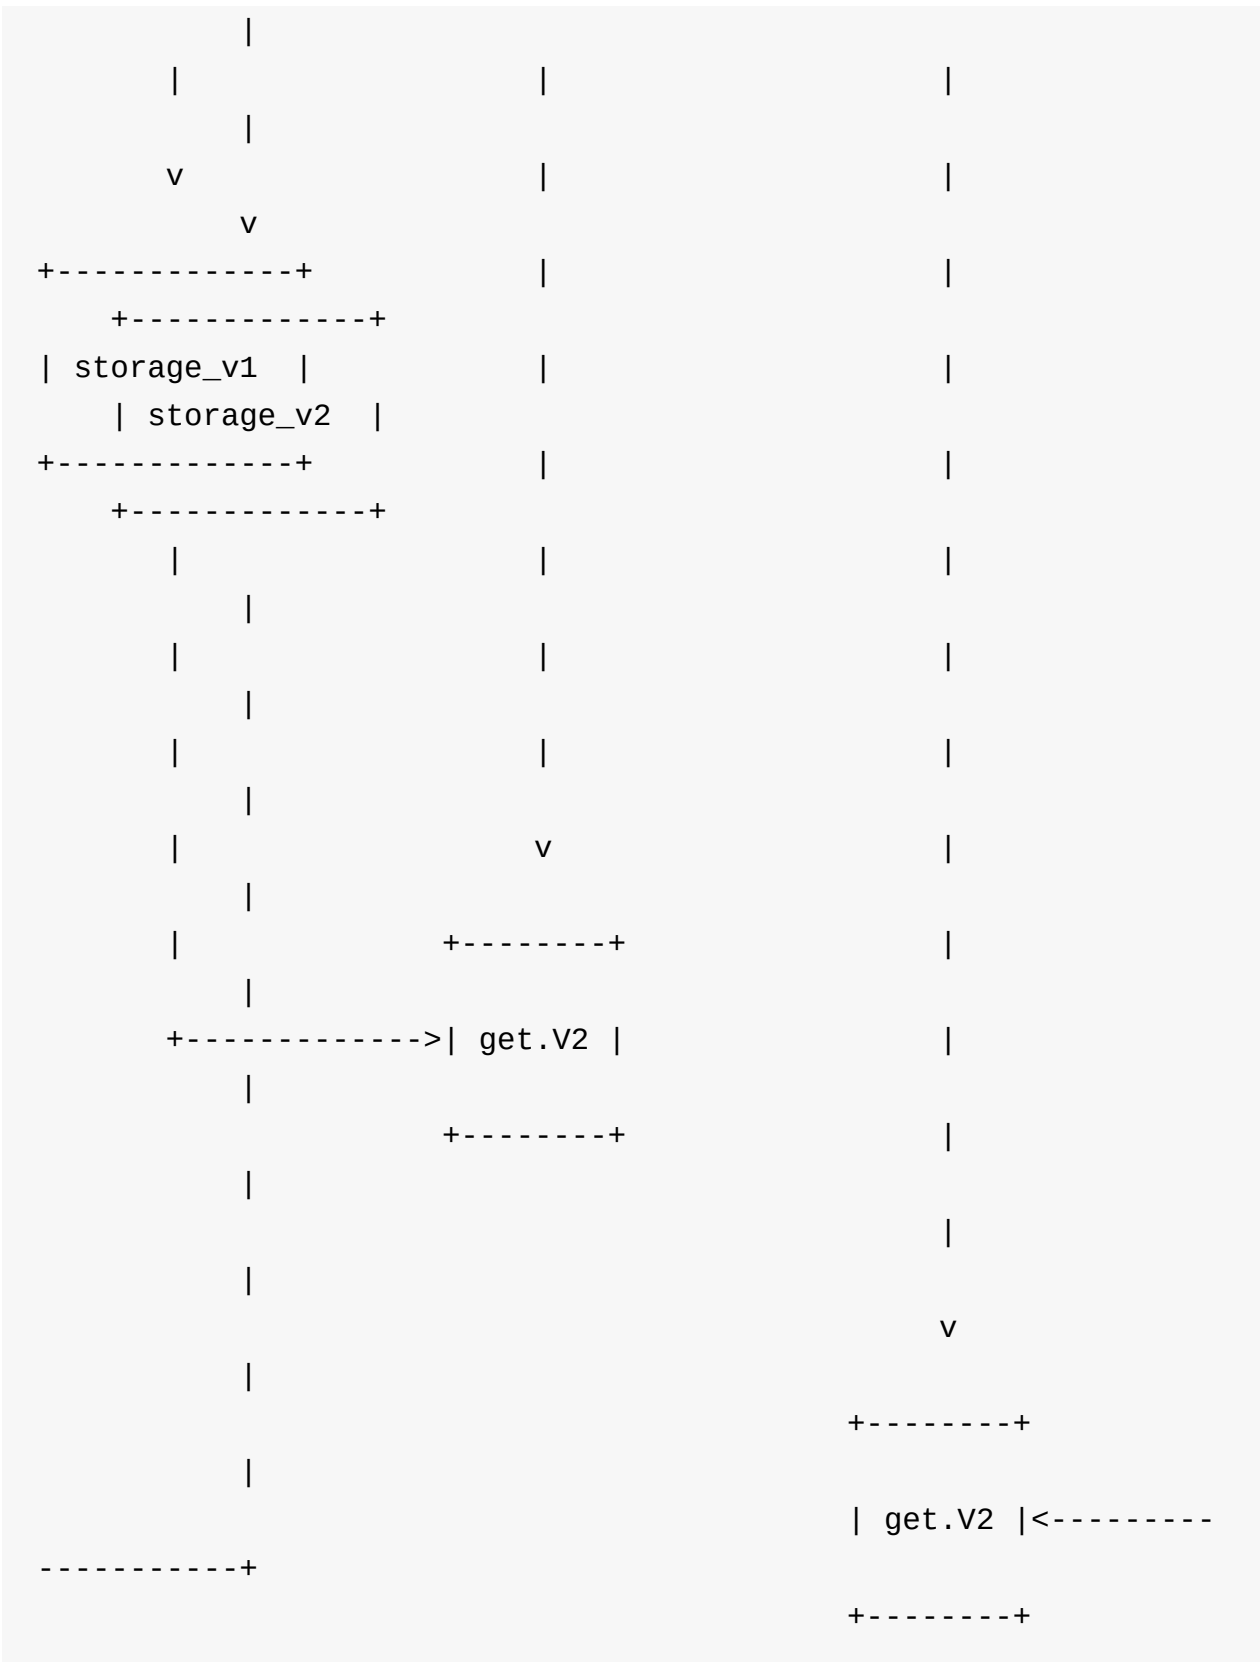 |
       |                   |                     |
           |
       v                   |                     |
           v
+-------------+            |                     |
    +-------------+
| storage_v1  |            |                     |
    | storage_v2  |
+-------------+            |                     |
    +-------------+
       |                   |                     |
           |
       |                   |                     |
           |
       |                   |                     |
           |
       |                   v                     |
           |
       |              +--------+                 |
           |
       +------------->| get.V2 |                 |
           |
                      +--------+                 |
           |
                                                 |
           |
                                                 v
           |
                                            +--------+
           |
                                            | get.V2 |<---------
-----------+
                                            +--------+